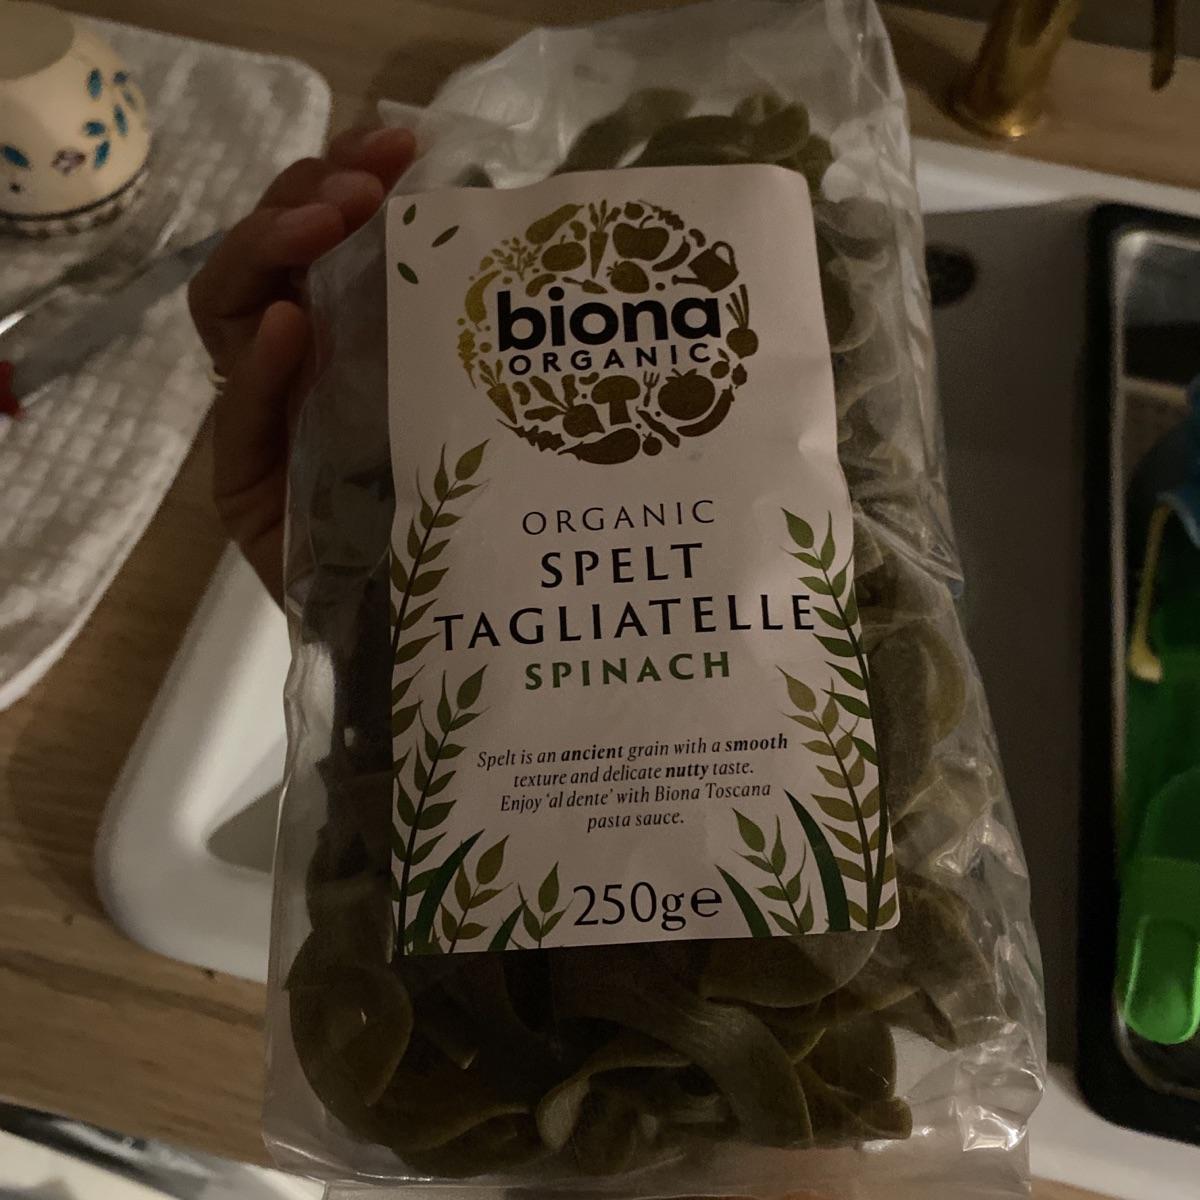 biona
ORGANIC
ORGANIC
SPELT
TAGLIATELLE
SPINACH
Spelt is an ancient grain with a smooth
texture and delicate nutty taste.
Enjoy 'al dente' with Biona Toscana
pasta sauce.
250g℮